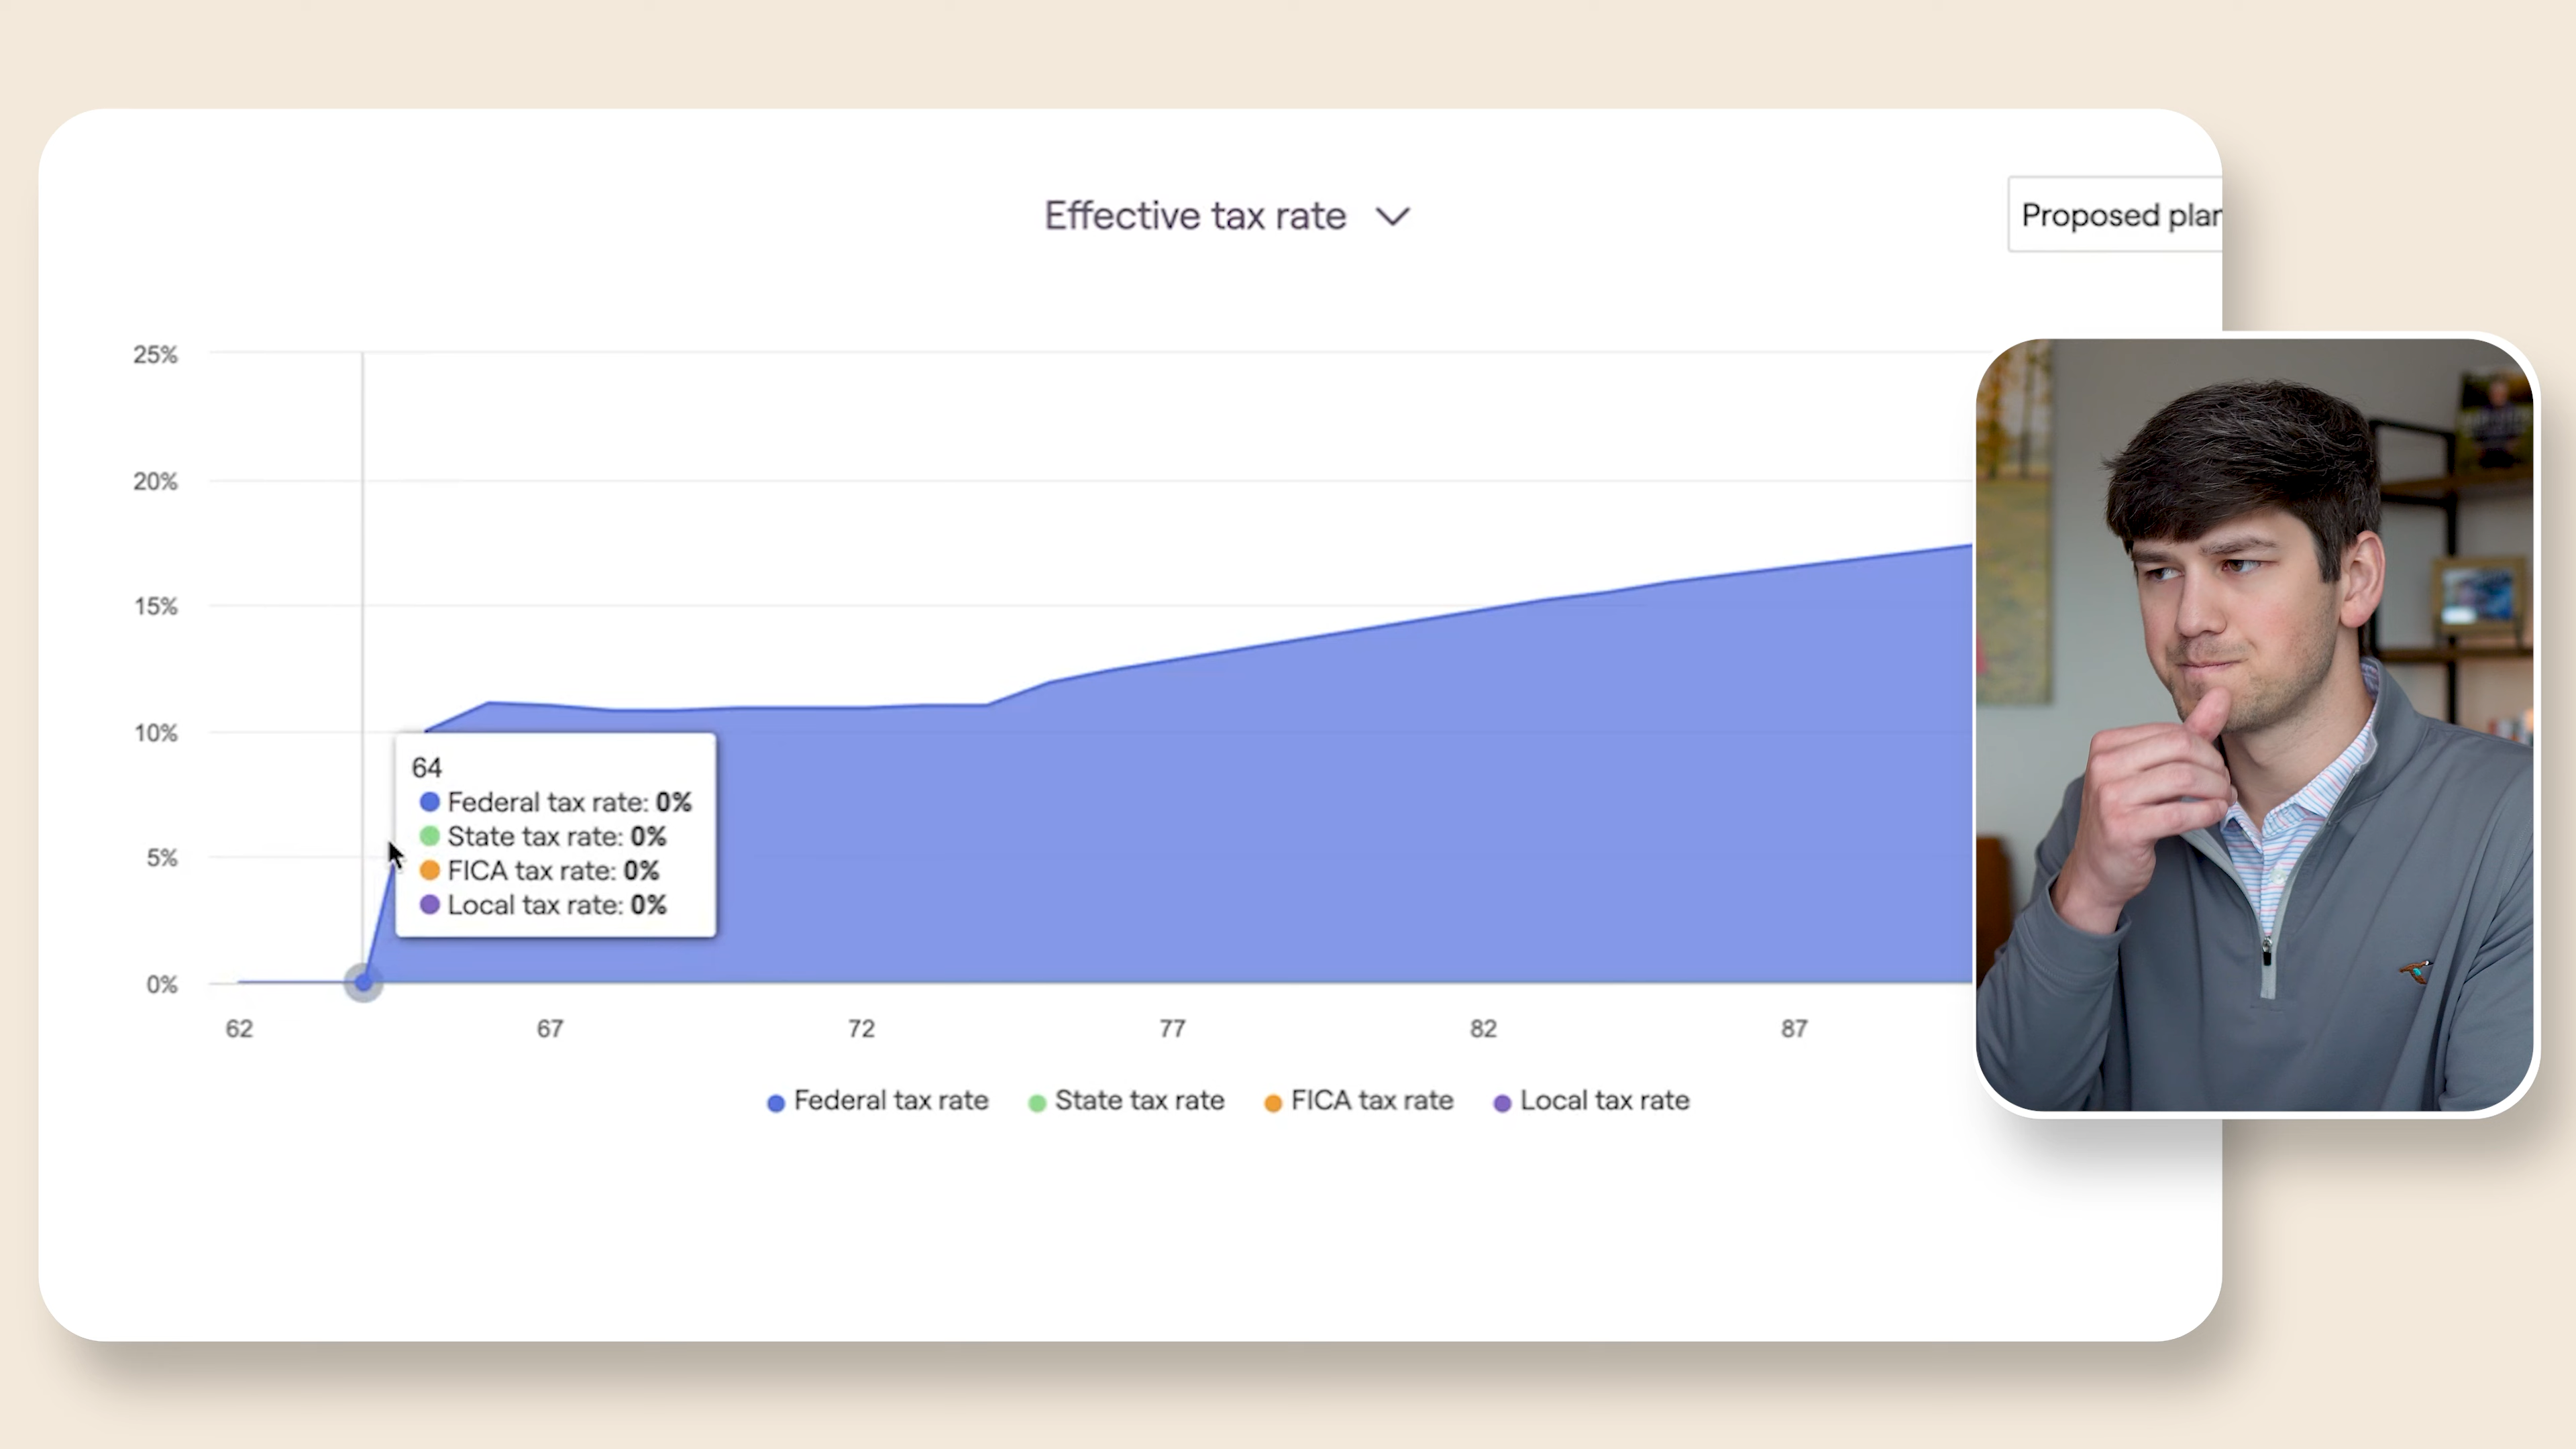 Effective tax rate
Proposed plan
25%
20%
15%
10%
5%
0%
64
Federal tax rate: 0%
State tax rate: 0%
FICA tax rate: 0%
Local tax rate: 0%
62 67 72 77 82 87
Federal tax rate State tax rate FICA tax rate Local tax rate